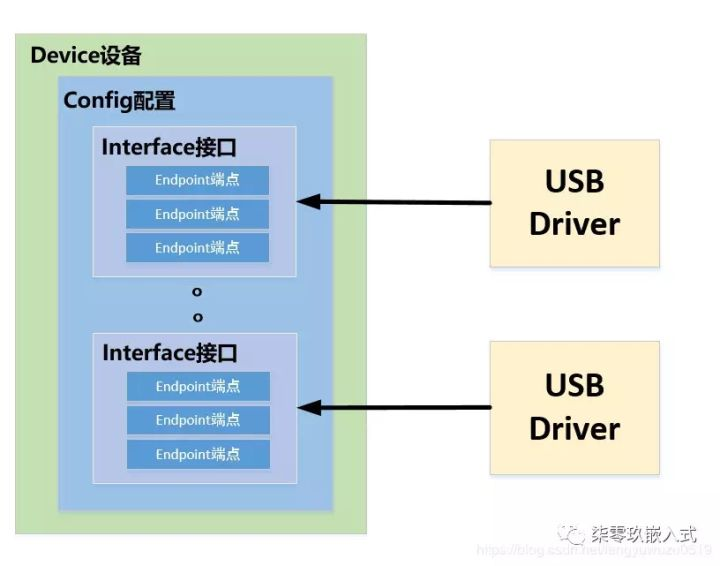 Device设备
Config配置
Interface接口
Endpoint端点
Endpoint端点
Endpoint端点
USB
Driver
Interface接口
Endpoint端点
Endpoint端点
Endpoint端点
USB
Driver
柒零玖嵌入式